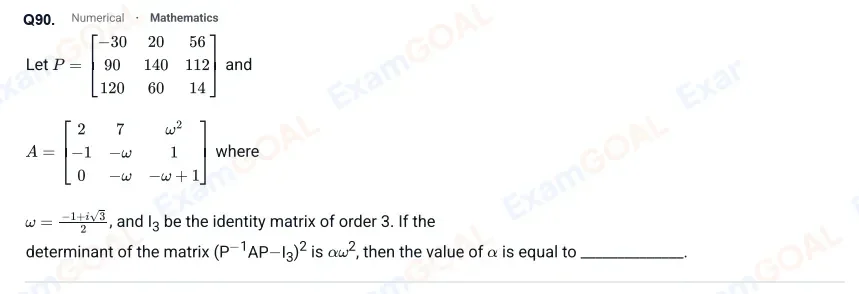 Q90. Numerical · Mathematics
Let P = [−30 20 56; 90 140 112; 120 60 14] and
A = [2 7 ω²; −1 −ω 1; 0 −ω −ω + 1] where
ω = (−1+i√3)/2, and I₃ be the identity matrix of order 3. If the
determinant of the matrix (P⁻¹AP−I₃)² is αω², then the value of α is equal to ____________.